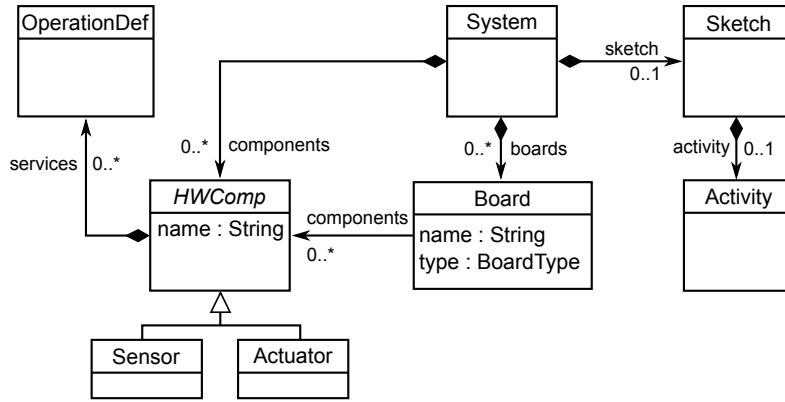 OperationDef
System
Sketch
sketch
0..1
0..*
components
0..*
boards
activity
0..1
services
0..*
HWComp
name : String
components
0..*
Board
name : String
type : BoardType
Activity
Sensor
Actuator